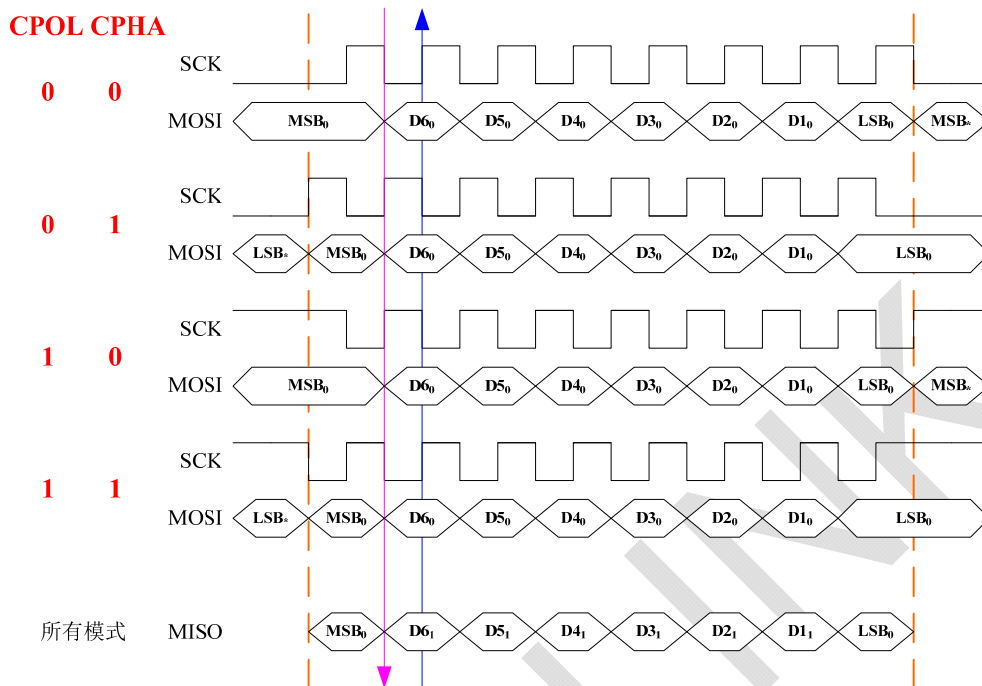 CPOL CPHA
SCK
0 0
MOSI MSB₀ D6₀ D5₀ D4₀ D3₀ D2₀ D1₀ LSB₀ MSB*
SCK
0 1
MOSI LSB* MSB₀ D6₀ D5₀ D4₀ D3₀ D2₀ D1₀ LSB₀
SCK
1 0
MOSI MSB₀ D6₀ D5₀ D4₀ D3₀ D2₀ D1₀ LSB₀ MSB*
SCK
1 1
MOSI LSB* MSB₀ D6₀ D5₀ D4₀ D3₀ D2₀ D1₀ LSB₀
所有模式 MISO MSB₀ D6₁ D5₁ D4₁ D3₁ D2₁ D1₁ LSB₀